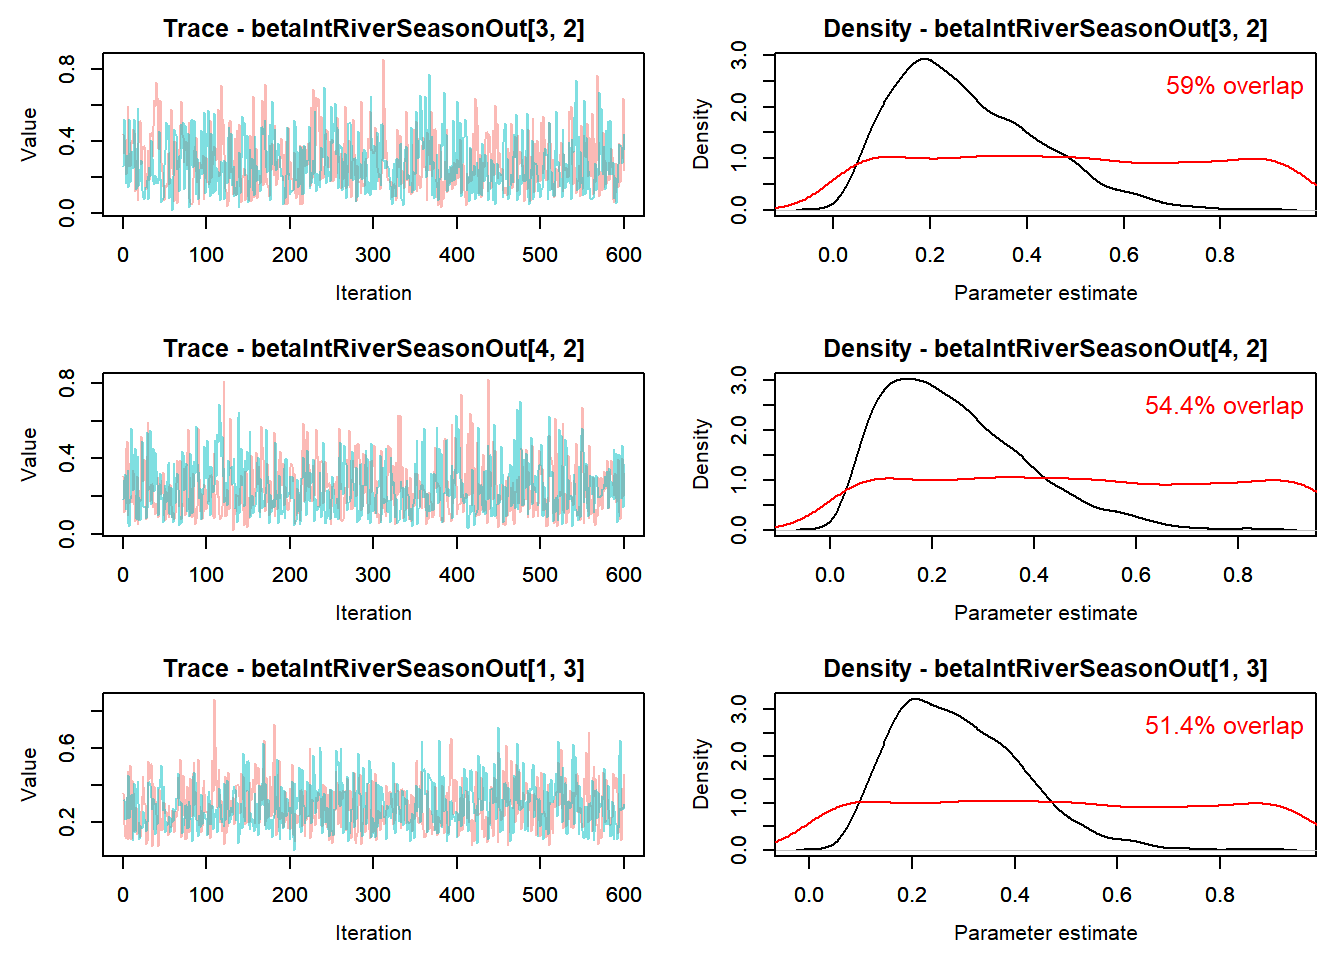 Trace - betaIntRiverSeasonOut[3, 2]
Value
0.0 0.4 0.8
0 100 200 300 400 500 600
Iteration
Density - betaIntRiverSeasonOut[3, 2]
59% overlap
Density
0.0 1.0 2.0 3.0
0.0 0.2 0.4 0.6 0.8
Parameter estimate
Trace - betaIntRiverSeasonOut[4, 2]
Value
0.0 0.4 0.8
0 100 200 300 400 500 600
Iteration
Density - betaIntRiverSeasonOut[4, 2]
54.4% overlap
Density
0.0 1.0 2.0 3.0
0.0 0.2 0.4 0.6 0.8
Parameter estimate
Trace - betaIntRiverSeasonOut[1, 3]
Value
0.2 0.6
0 100 200 300 400 500 600
Iteration
Density - betaIntRiverSeasonOut[1, 3]
51.4% overlap
Density
0.0 1.0 2.0 3.0
0.0 0.2 0.4 0.6 0.8
Parameter estimate